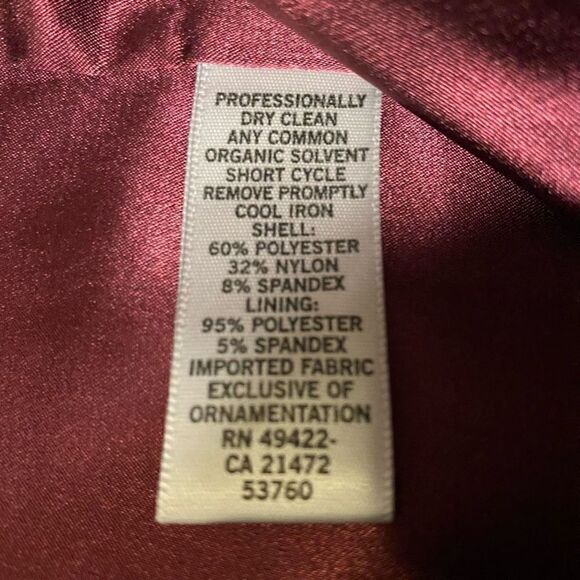 PROFESSIONALLY
DRY CLEAN
ANY COMMON
ORGANIC SOLVENT
SHORT CYCLE
REMOVE PROMPTLY
COOL IRON
SHELL:
60% POLYESTER
32% NYLON
8% SPANDEX
LINING:
95% POLYESTER
5% SPANDEX
IMPORTED FABRIC
EXCLUSIVE OF
ORNAMENTATION
RN 49422-
CA 21472
53760